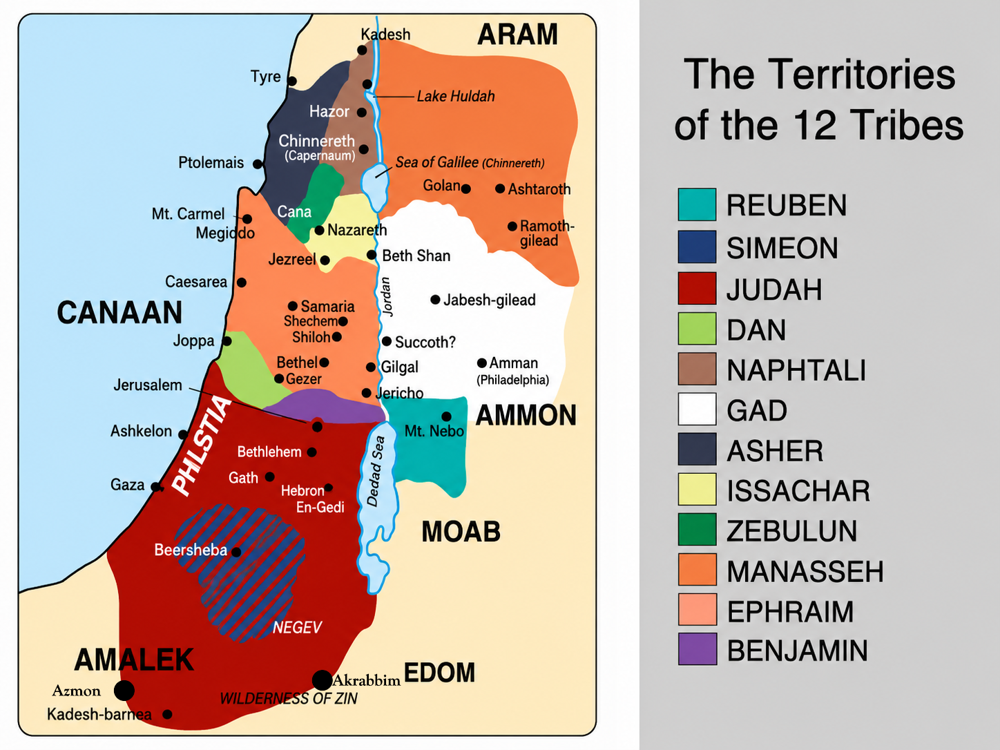 Kadesh
ARAM
Tyre
Lake Huldah
Hazor
Chinnereth
(Capernaum)
Ptolemais
Sea of Galilee (Chinnereth)
Golan
Ashtaroth
Mt. Carmel
Cana
Megiddo
Nazareth
Ramoth-
gilead
Jezreel
Beth Shan
Caesarea
Jordan
CANAAN
Samaria
Jabesh-gilead
Shechem
Shiloh
Joppa
Succoth?
Bethel
Gilgal
Amman
(Philadelphia)
Gezer
Jerusalem
Jericho
PHLSTIA
AMMON
Ashkelon
Mt. Nebo
Bethlehem
Dedad Sea
Gath
Gaza
Hebron
En-Gedi
MOAB
Beersheba
NEGEV
AMALEK
EDOM
Azmon
Akrabbim
WILDERNESS OF ZIN
Kadesh-barnea
The Territories
of the 12 Tribes
REUBEN
SIMEON
JUDAH
DAN
NAPHTALI
GAD
ASHER
ISSACHAR
ZEBULUN
MANASSEH
EPHRAIM
BENJAMIN